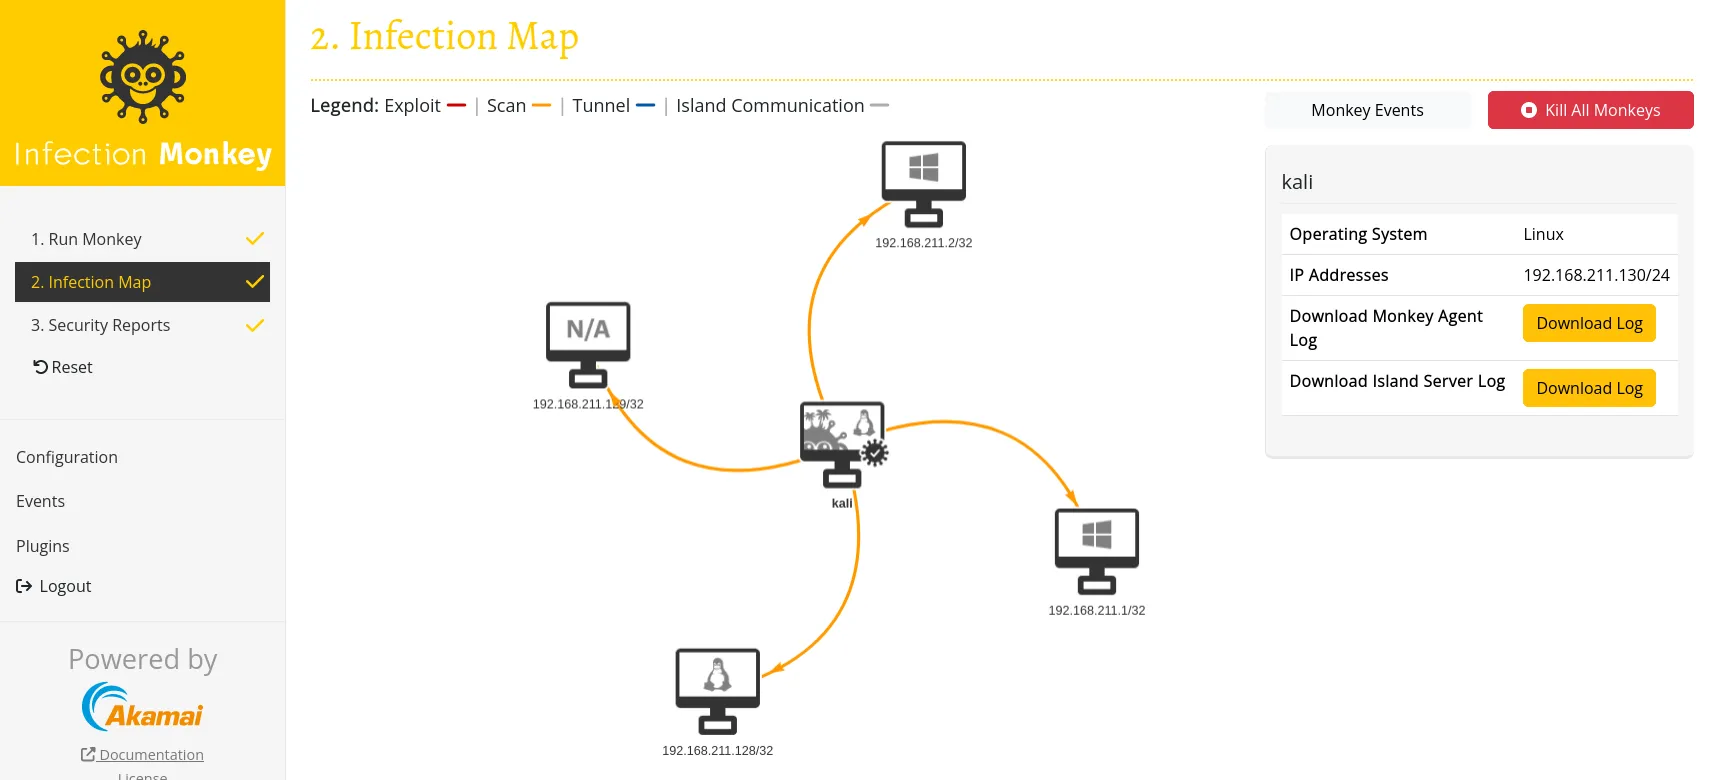 Infection Monkey
1. Run Monkey
2. Infection Map
3. Security Reports
Reset
Configuration
Events
Plugins
Logout
Powered by
Akamai
Documentation
License
2. Infection Map
Legend: Exploit | Scan | Tunnel | Island Communication
Monkey Events
Kill All Monkeys
192.168.211.2/32
N/A
192.168.211.129/32
kali
192.168.211.1/32
192.168.211.128/32
kali
Operating System Linux
IP Addresses 192.168.211.130/24
Download Monkey Agent
Log
Download Log
Download Island Server Log Download Log